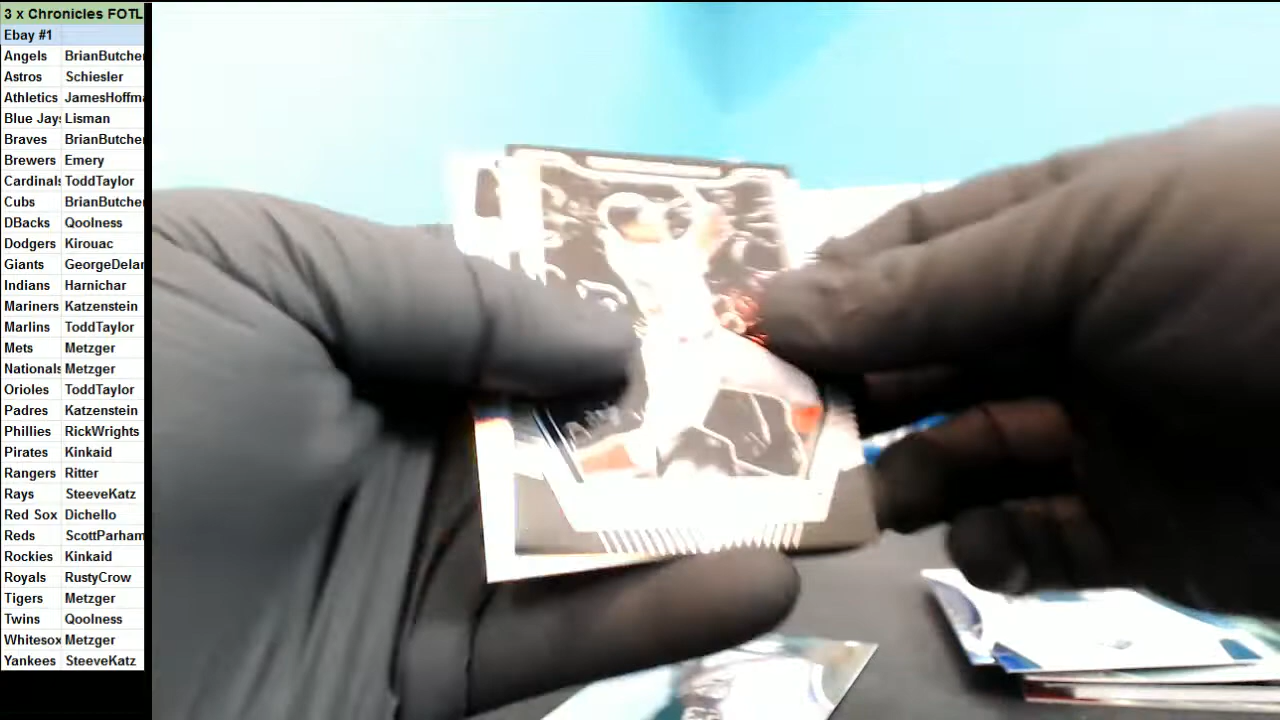 3 x Chronicles FOTL
Ebay #1
Angels BrianButcher
Astros Schiesler
Athletics JamesHoffma
Blue Jays Lisman
Braves BrianButcher
Brewers Emery
Cardinals ToddTaylor
Cubs BrianButcher
DBacks Qoolness
Dodgers Kirouac
Giants GeorgeDelar
Indians Harnichar
Mariners Katzenstein
Marlins ToddTaylor
Mets Metzger
Nationals Metzger
Orioles ToddTaylor
Padres Katzenstein
Phillies RickWrights
Pirates Kinkaid
Rangers Ritter
Rays SteeveKatz
Red Sox Dichello
Reds ScottParham
Rockies Kinkaid
Royals RustyCrow
Tigers Metzger
Twins Qoolness
Whitesox Metzger
Yankees SteeveKatz